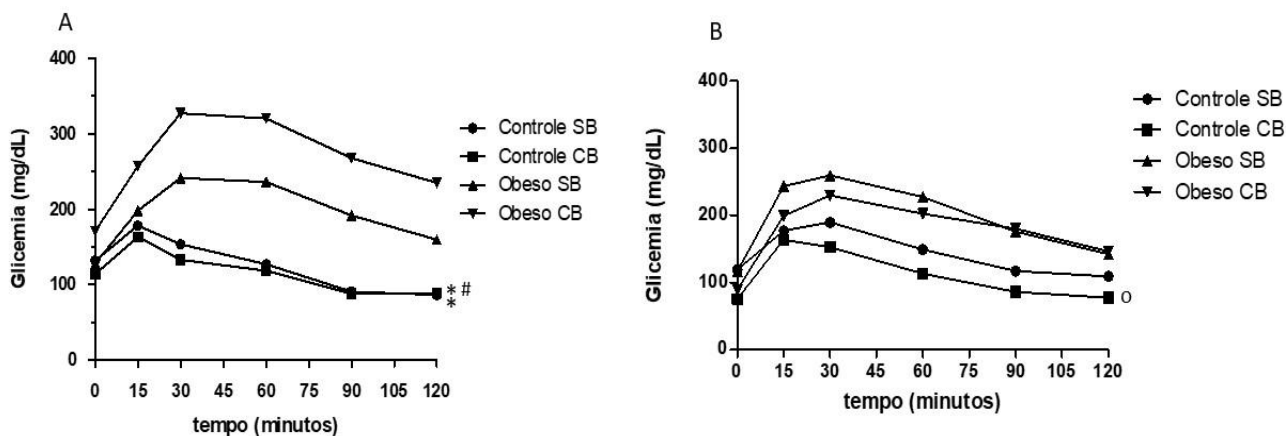 A
Glicemia (mg/dL)
400
300
200
100
0
0 15 30 45 60 75 90 105 120
tempo (minutos)
Controle SB
Controle CB
Obeso SB
Obeso CB
* #
*
B
Glicemia (mg/dL)
400
300
200
100
0
0 15 30 45 60 75 90 105 120
tempo (minutos)
Controle SB
Controle CB
Obeso SB
Obeso CB
o